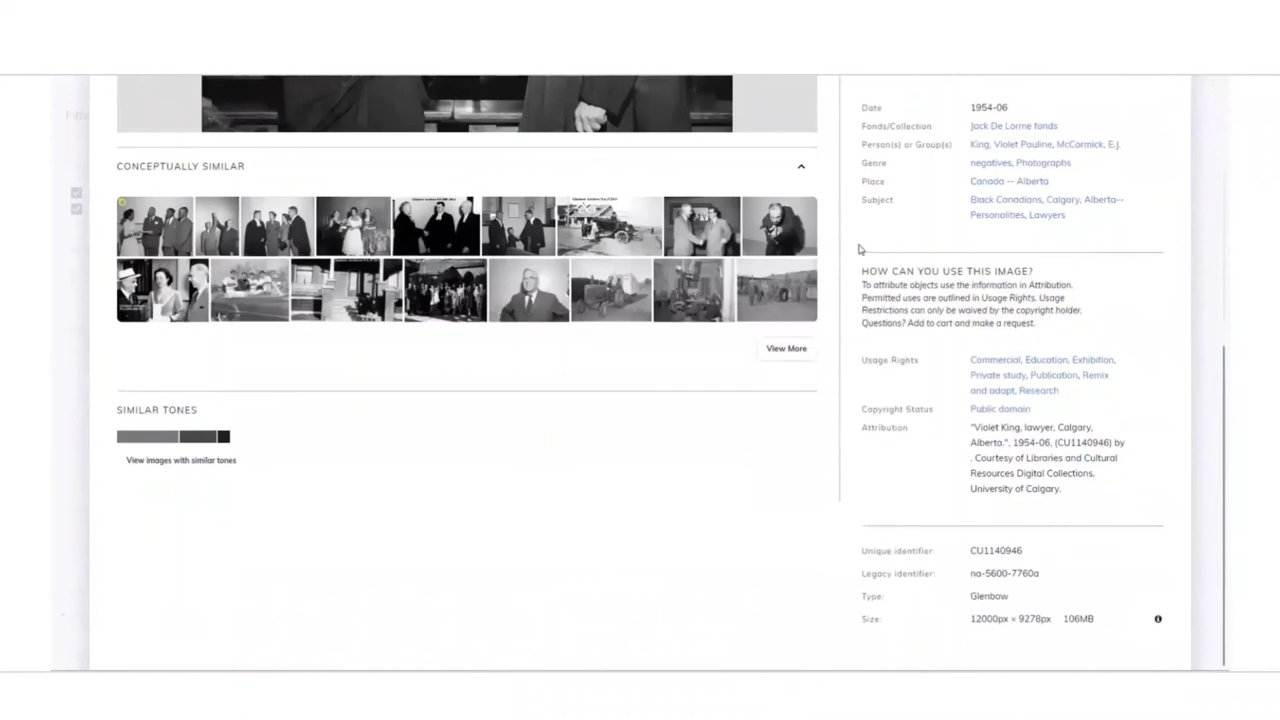 CONCEPTUALLY SIMILAR
View More
SIMILAR TONES
View images with similar tones
Date 1954-06
Fonds/Collection Jack De Lorme fonds
Person(s) or Group(s) King, Violet Pauline, McCormick, E.J.
Genre negatives, Photographs
Place Canada -- Alberta
Subject Black Canadians, Calgary, Alberta--
Personalities, Lawyers
HOW CAN YOU USE THIS IMAGE?
To attribute objects use the information in Attribution.
Permitted uses are outlined in Usage Rights. Usage
Restrictions can only be waived by the copyright holder.
Questions? Add to cart and make a request.
Usage Rights Commercial, Education, Exhibition,
Private study, Publication, Remix
and adapt, Research
Copyright Status Public domain
Attribution "Violet King, lawyer, Calgary,
Alberta.", 1954-06, (CU1140946) by
. Courtesy of Libraries and Cultural
Resources Digital Collections,
University of Calgary.
Unique identifier: CU1140946
Legacy Identifier: na-5600-7760a
Type: Glenbow
Size: 12000px × 9278px 106MB